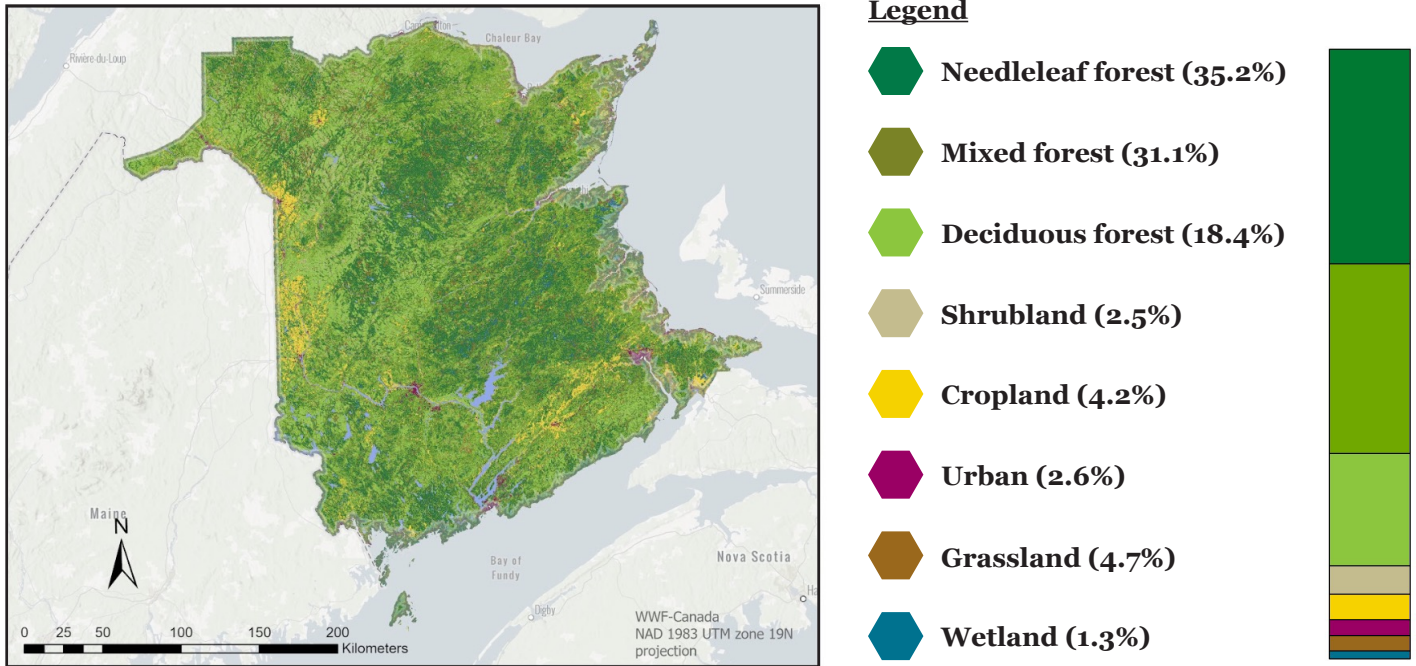 Chaleur Bay
Rivière-du-Loup
Summerside
Maine
N
Bay of
Fundy
Nova Scotia
Digby
WWF-Canada
NAD 1983 UTM zone 19N
projection
0 25 50 100 150 200
Kilometers
Legend
Needleleaf forest (35.2%)
Mixed forest (31.1%)
Deciduous forest (18.4%)
Shrubland (2.5%)
Cropland (4.2%)
Urban (2.6%)
Grassland (4.7%)
Wetland (1.3%)